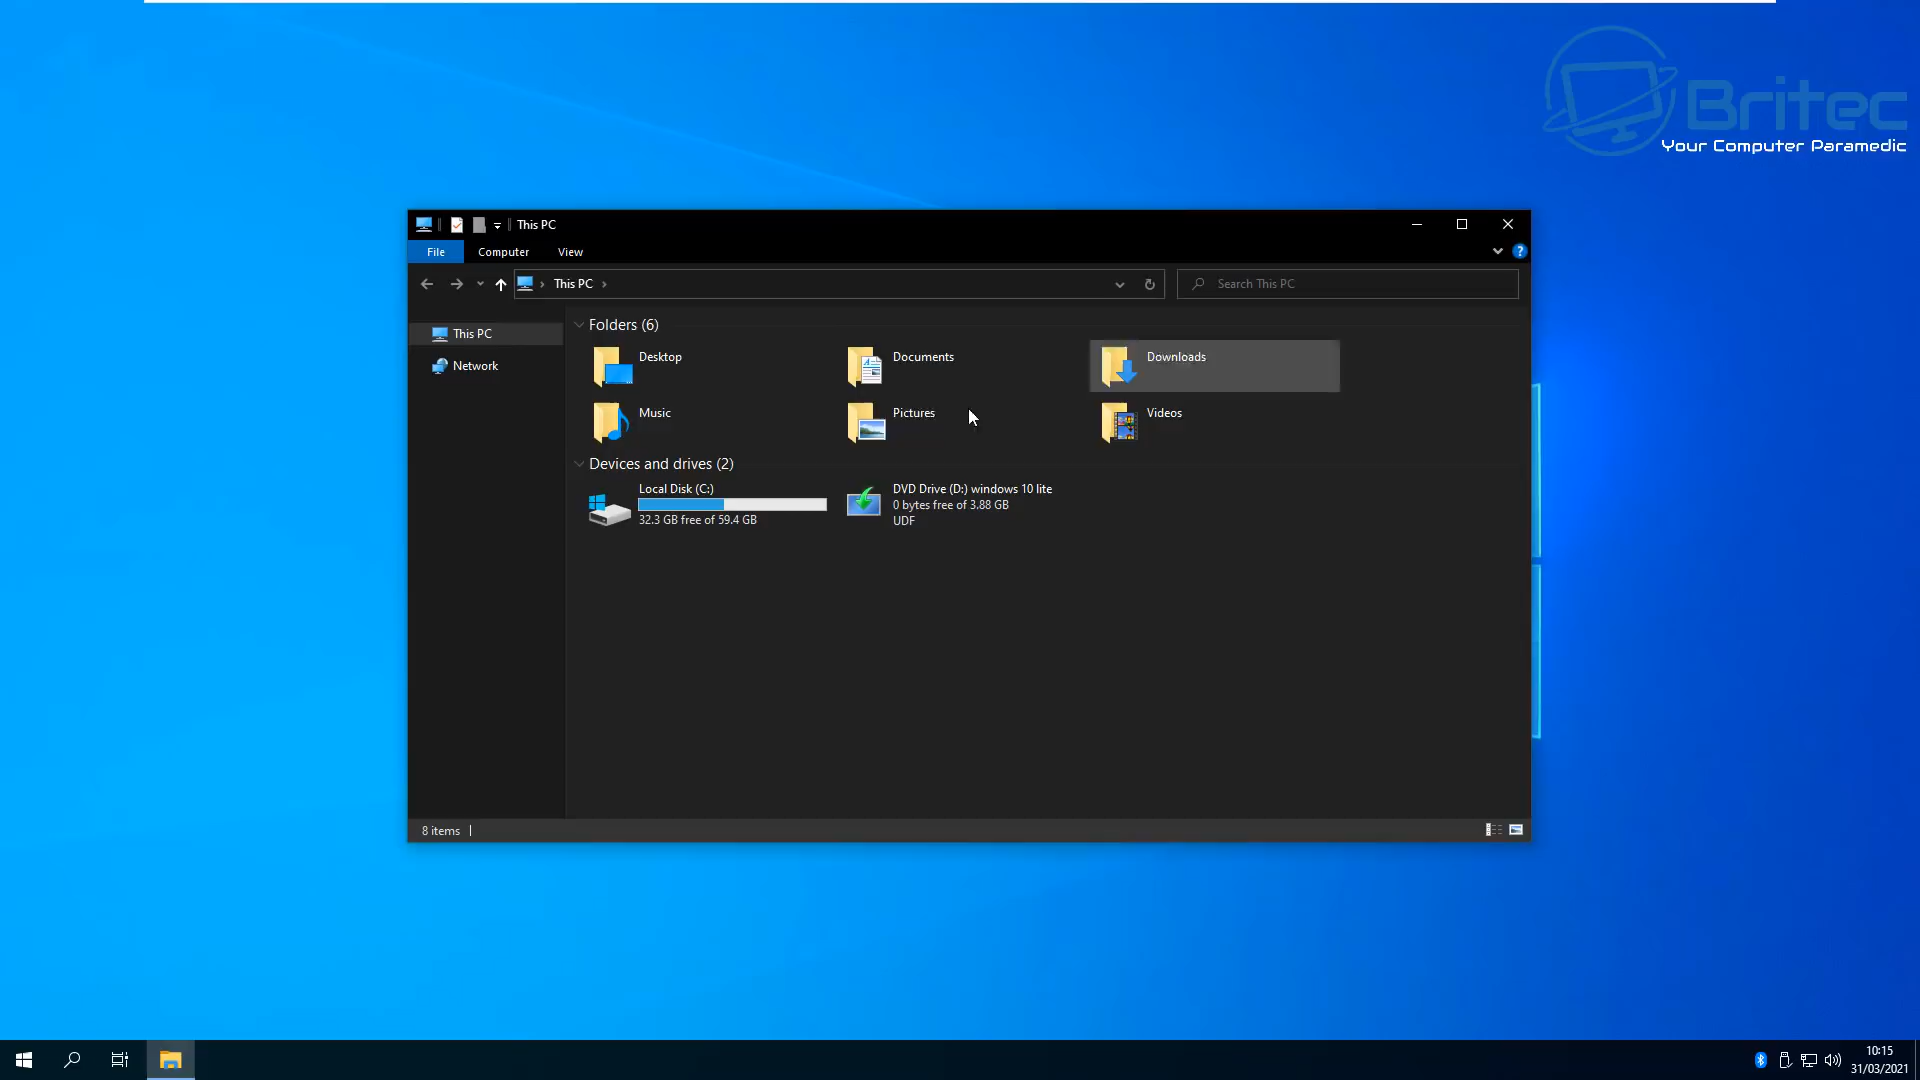 Britec
Your Computer Paramedic
This PC
File
Computer
View
?
This PC
Search This PC
This PC
Network
Folders (6)
Desktop
Documents
Downloads
Music
Pictures
Videos
Devices and drives (2)
Local Disk (C:)
32.3 GB free of 59.4 GB
DVD Drive (D:) windows 10 lite
0 bytes free of 3.88 GB
UDF
8 items
10:15
31/03/2021